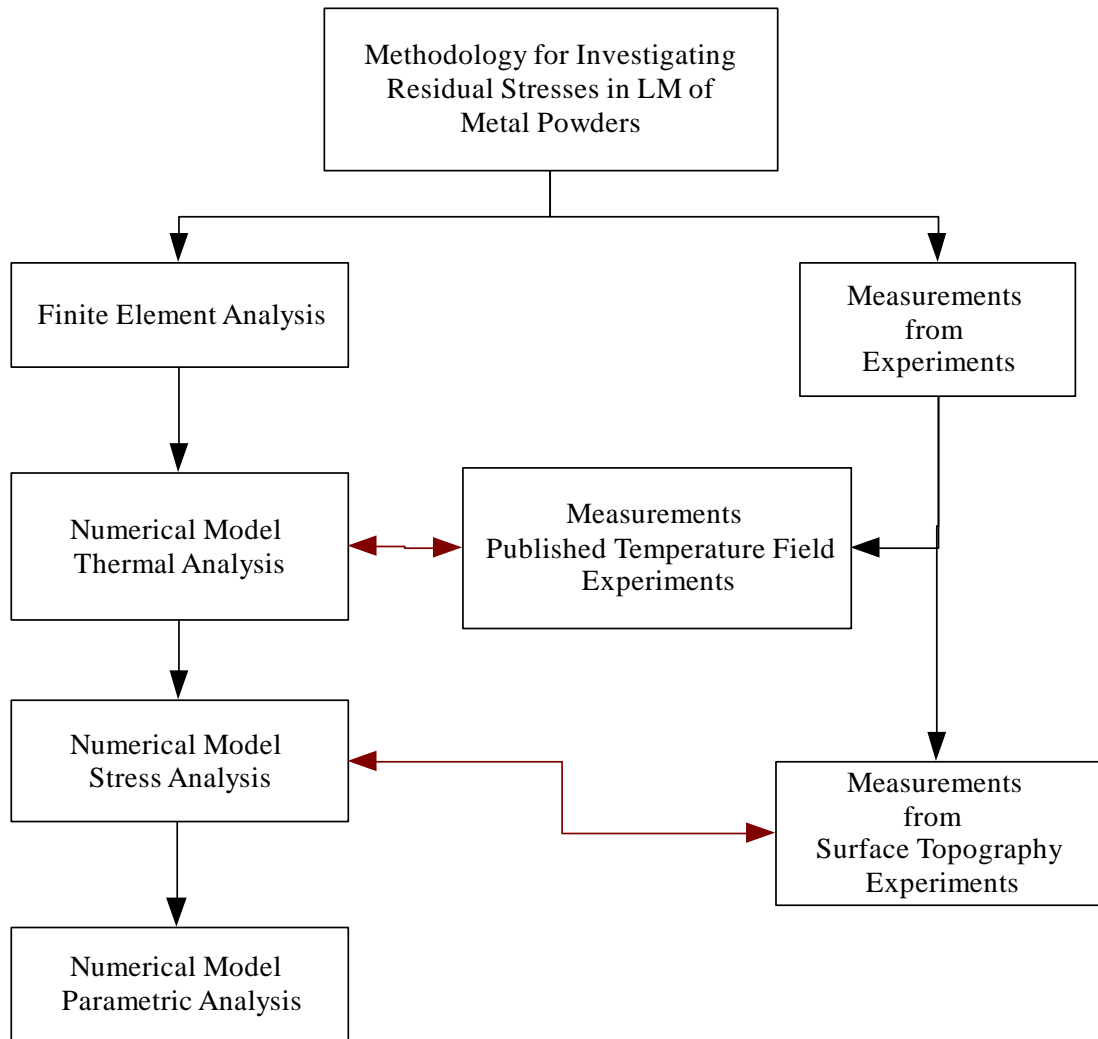 Methodology for Investigating
Residual Stresses in LM of
Metal Powders
Finite Element Analysis
Measurements
from
Experiments
Numerical Model
Thermal Analysis
Measurements
Published Temperature Field
Experiments
Numerical Model
Stress Analysis
Measurements
from
Surface Topography
Experiments
Numerical Model
Parametric Analysis